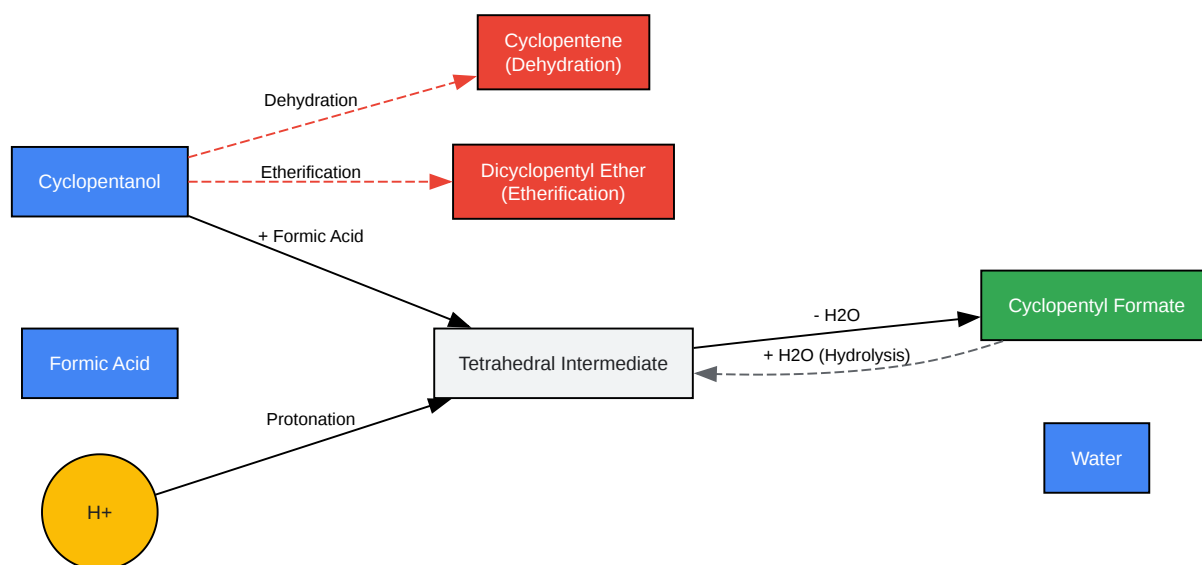 Cyclopentene
(Dehydration)
Dehydration
Cyclopentanol
Etherification
Dicyclopentyl Ether
(Etherification)
+ Formic Acid
Cyclopentyl Formate
- H2O
+ H2O (Hydrolysis)
Formic Acid
Tetrahedral Intermediate
Protonation
Water
H+